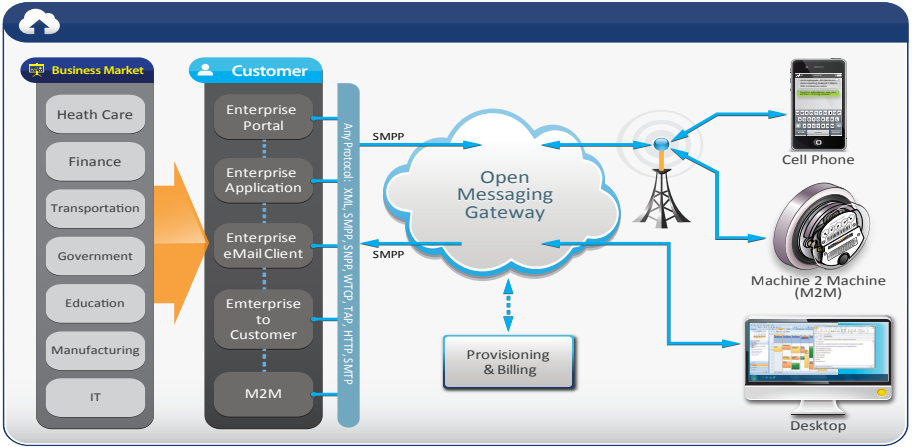 Business Market
Heath Care
Finance
Transportation
Government
Education
Manufacturing
IT
Customer
Enterprise
Portal
Enterprise
Application
Enterprise
eMail Client
Emterprise
to
Customer
M2M
Any Protocol: XML, SMPP, SNPP, WTCP, TAP, HTTP, SMTP
SMPP
SMPP
Open
Messaging
Gateway
Provisioning
& Billing
Cell Phone
Machine 2 Machine
(M2M)
Desktop